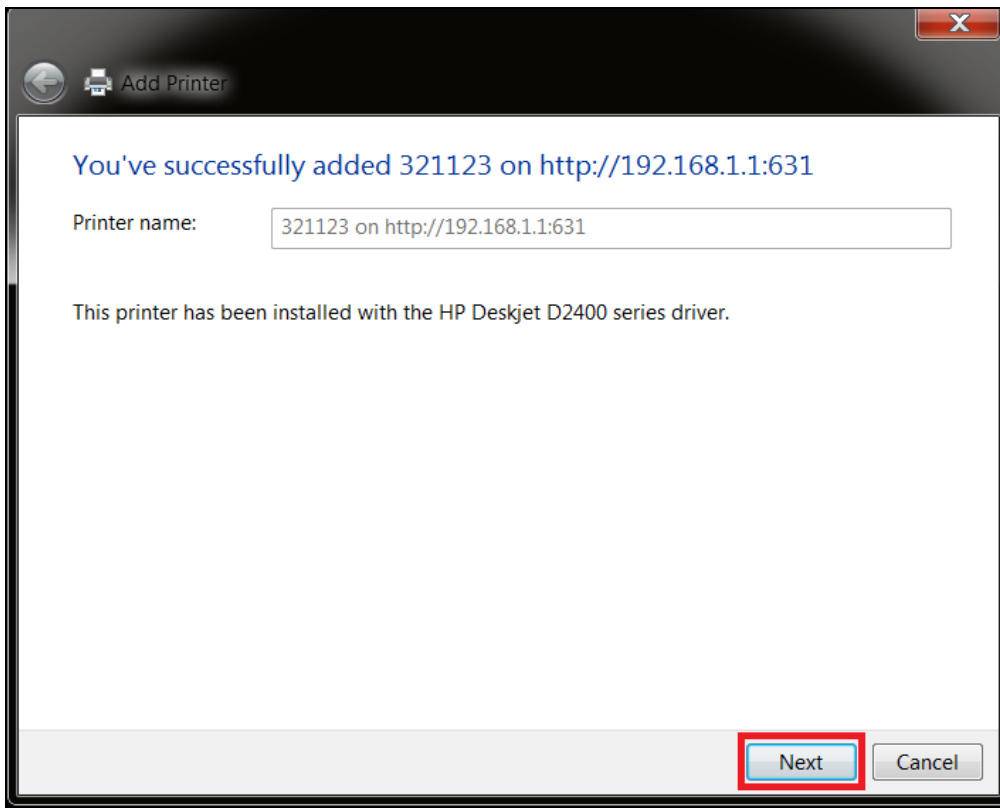 Add Printer
You've successfully added 321123 on http://192.168.1.1:631
Printer name:
321123 on http://192.168.1.1:631
This printer has been installed with the HP Deskjet D2400 series driver.
Next
Cancel